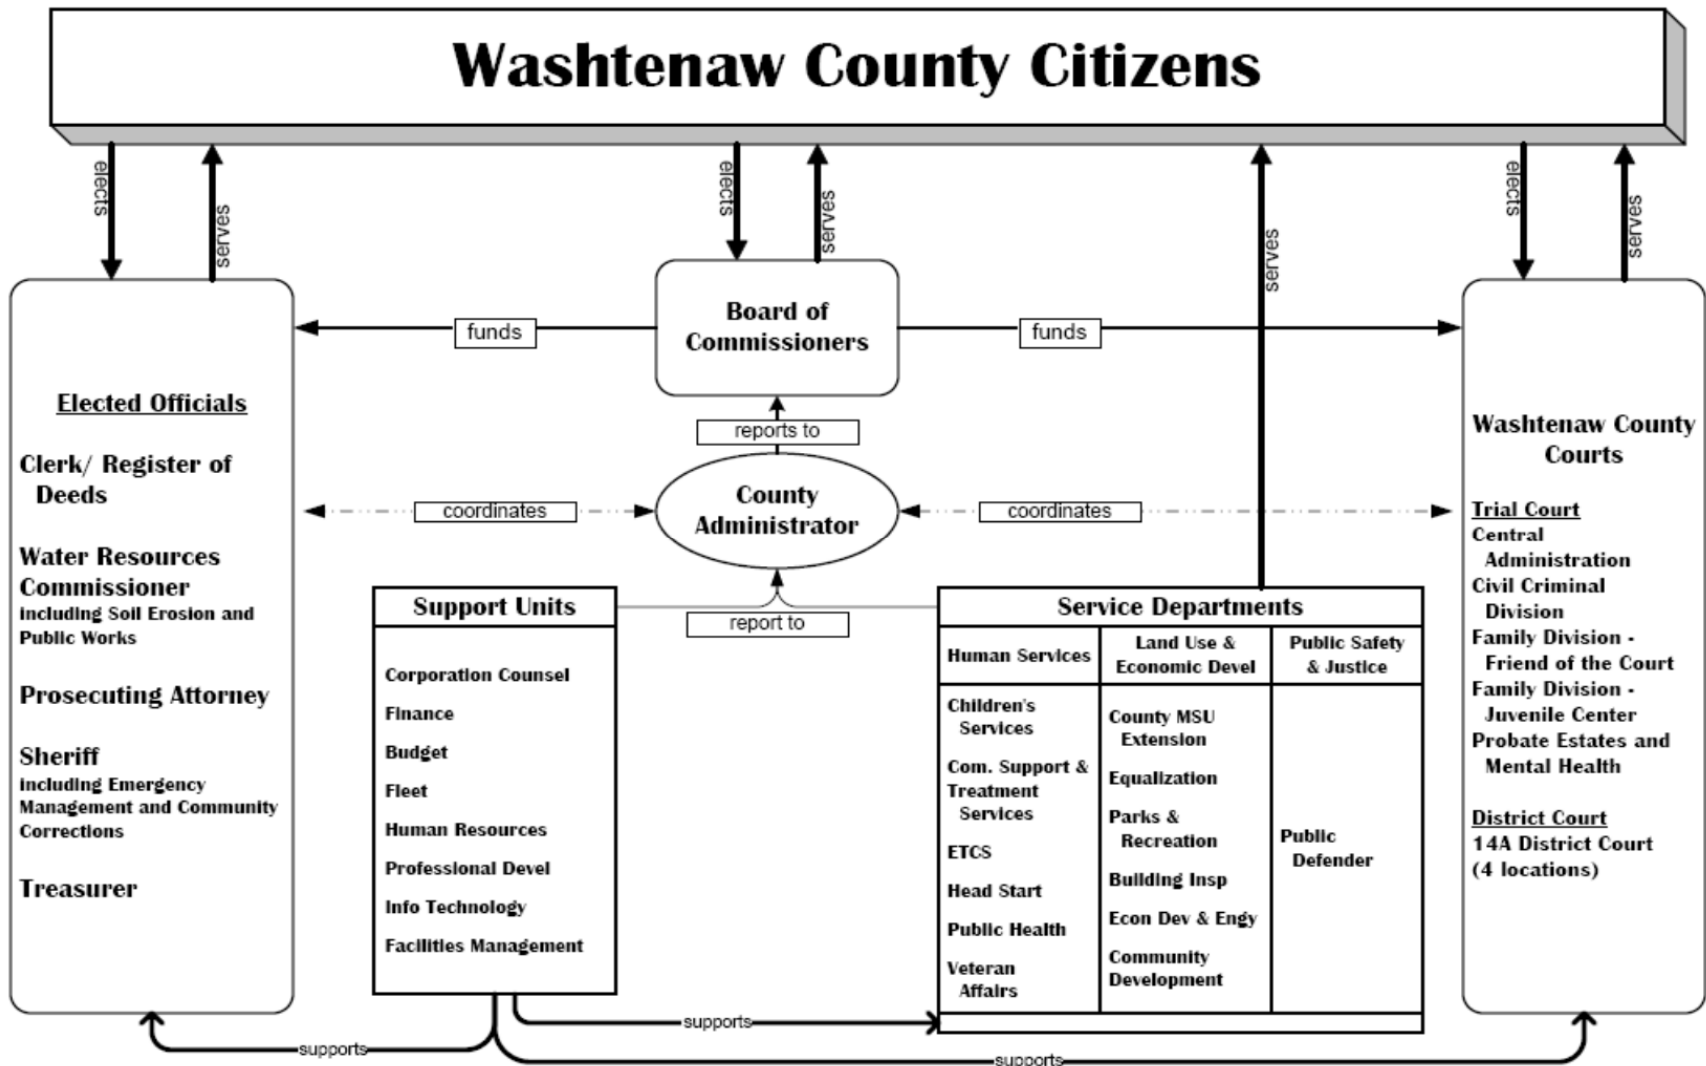 Washtenaw County Citizens
elects
serves
elects
serves
serves
elects
serves
Board of
Commissioners
funds
funds
reports to
County
Administrator
coordinates
coordinates
report to
Elected Officials
Clerk/ Register of
Deeds
Water Resources
Commissioner
including Soil Erosion and
Public Works
Prosecuting Attorney
Sheriff
including Emergency
Management and Community
Corrections
Treasurer
Support Units
Corporation Counsel
Finance
Budget
Fleet
Human Resources
Professional Devel
Info Technology
Facilities Management
Service Departments
Human Services
Children's
Services
Com. Support &
Treatment
Services
ETCS
Head Start
Public Health
Veteran
Affairs
Land Use &
Economic Devel
County MSU
Extension
Equalization
Parks &
Recreation
Building Insp
Econ Dev & Engy
Community
Development
Public Safety
& Justice
Public
Defender
Washtenaw County
Courts
Trial Court
Central
Administration
Civil Criminal
Division
Family Division -
Friend of the Court
Family Division -
Juvenile Center
Probate Estates and
Mental Health
District Court
14A District Court
(4 locations)
supports
supports
supports